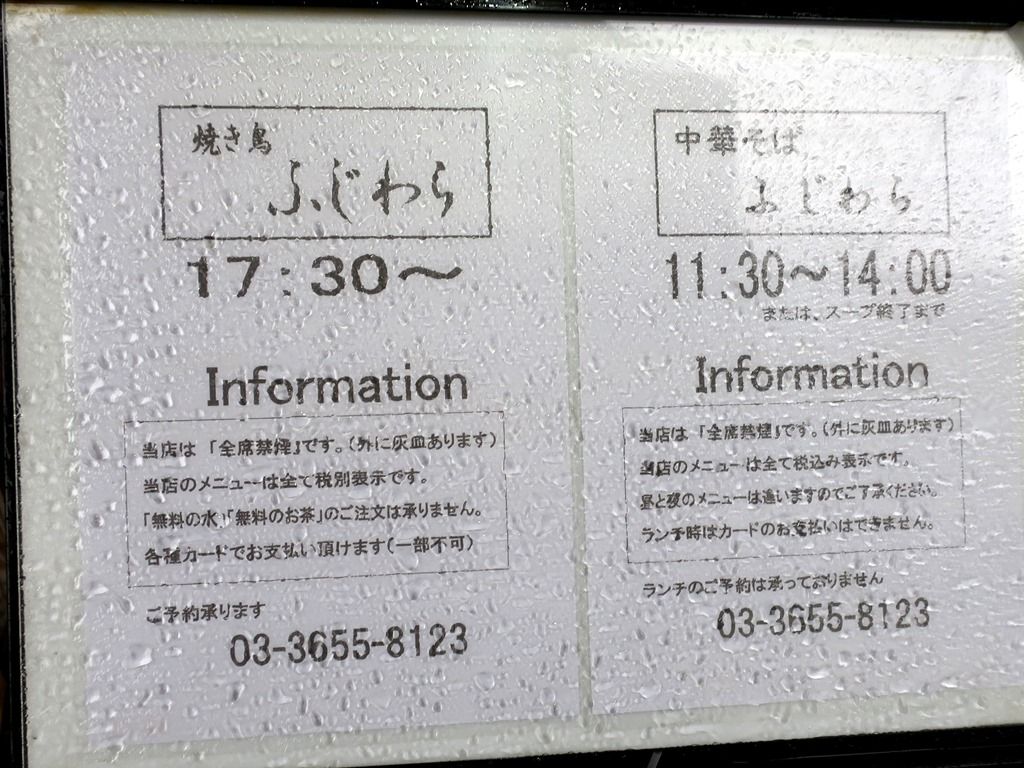 焼き鳥
ふじわら
17:30〜
Information
当店は「全席禁煙」です。(外に灰皿あります)
当店のメニューは全て税別表示です。
「無料の水」「無料のお茶」のご注文は承りません。
各種カードでお支払い頂けます(一部不可)
ご予約承ります
03-3655-8123
中華そば
ふじわら
11:30〜14:00
または、スープ終了まで
Information
当店は「全席禁煙」です。(外に灰皿あります)
当店のメニューは全て税込み表示です。
昼と夜のメニューは違いますのでご了承ください。
ランチ時はカードのお支払いはできません。
ランチのご予約は承っておりません
03-3655-8123